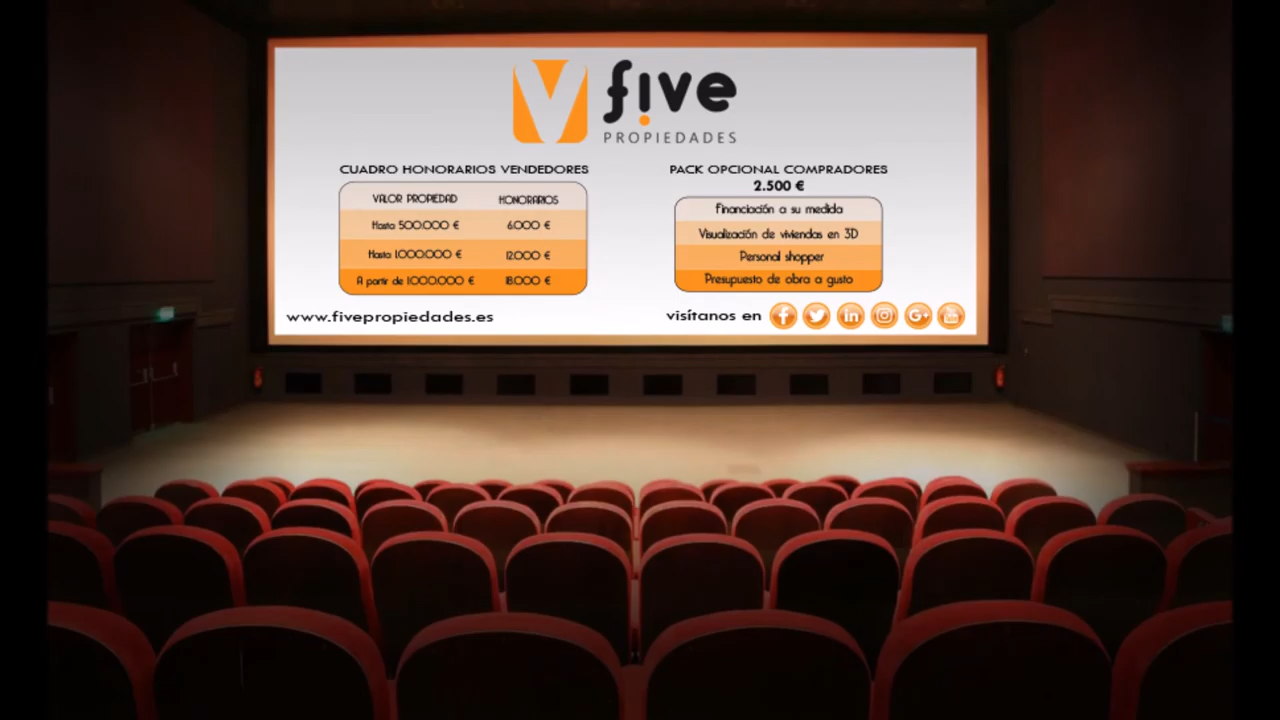 five
PROPIEDADES
CUADRO HONORARIOS VENDEDORES
VALOR PROPIEDAD HONORARIOS
Hasta 500.000 € 6.000 €
Hasta 1.000.000 € 12.000 €
A partir de 1.000.000 € 18.000 €
PACK OPCIONAL COMPRADORES
2.500 €
Financiación a su medida
Visualización de viviendas en 3D
Personal shopper
Presupuesto de obra a gusto
www.fivepropiedades.es
visítanos en